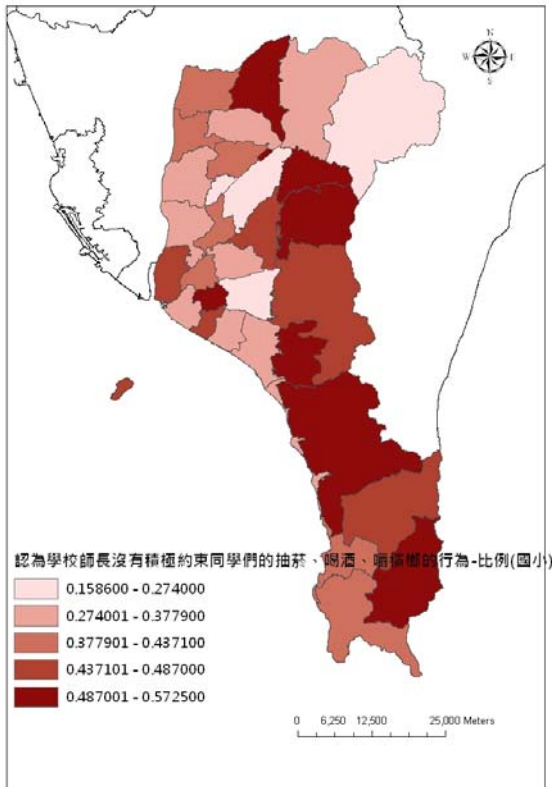 N
W
E
S
認為學校師長沒有積極約束同學們的抽菸、喝酒、嚼檳榔的行為-比例(國小)
0.158600 - 0.274000
0.274001 - 0.377900
0.377901 - 0.437100
0.437101 - 0.487000
0.487001 - 0.572500
0 6,250 12,500 25,000 Meters